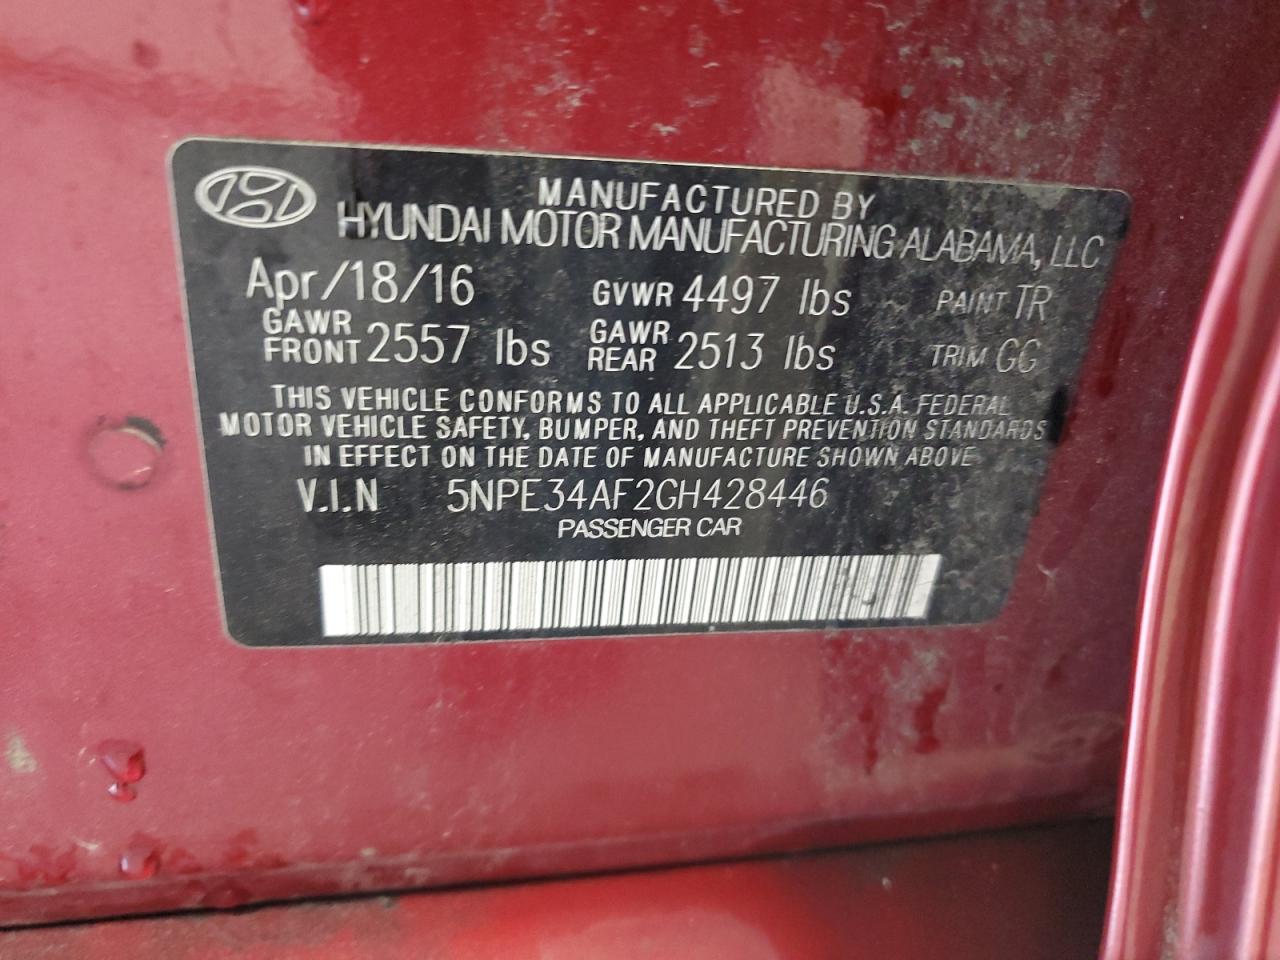 MANUFACTURED BY
HYUNDAI MOTOR MANUFACTURING ALABAMA, LLC
Apr/18/16 GVWR 4497 lbs PAINT TR
GAWR FRONT 2557 lbs GAWR REAR 2513 lbs TRIM GG
THIS VEHICLE CONFORMS TO ALL APPLICABLE U.S.A. FEDERAL
MOTOR VEHICLE SAFETY, BUMPER, AND THEFT PREVENTION STANDARDS
IN EFFECT ON THE DATE OF MANUFACTURE SHOWN ABOVE
V.I.N 5NPE34AF2GH428446
PASSENGER CAR